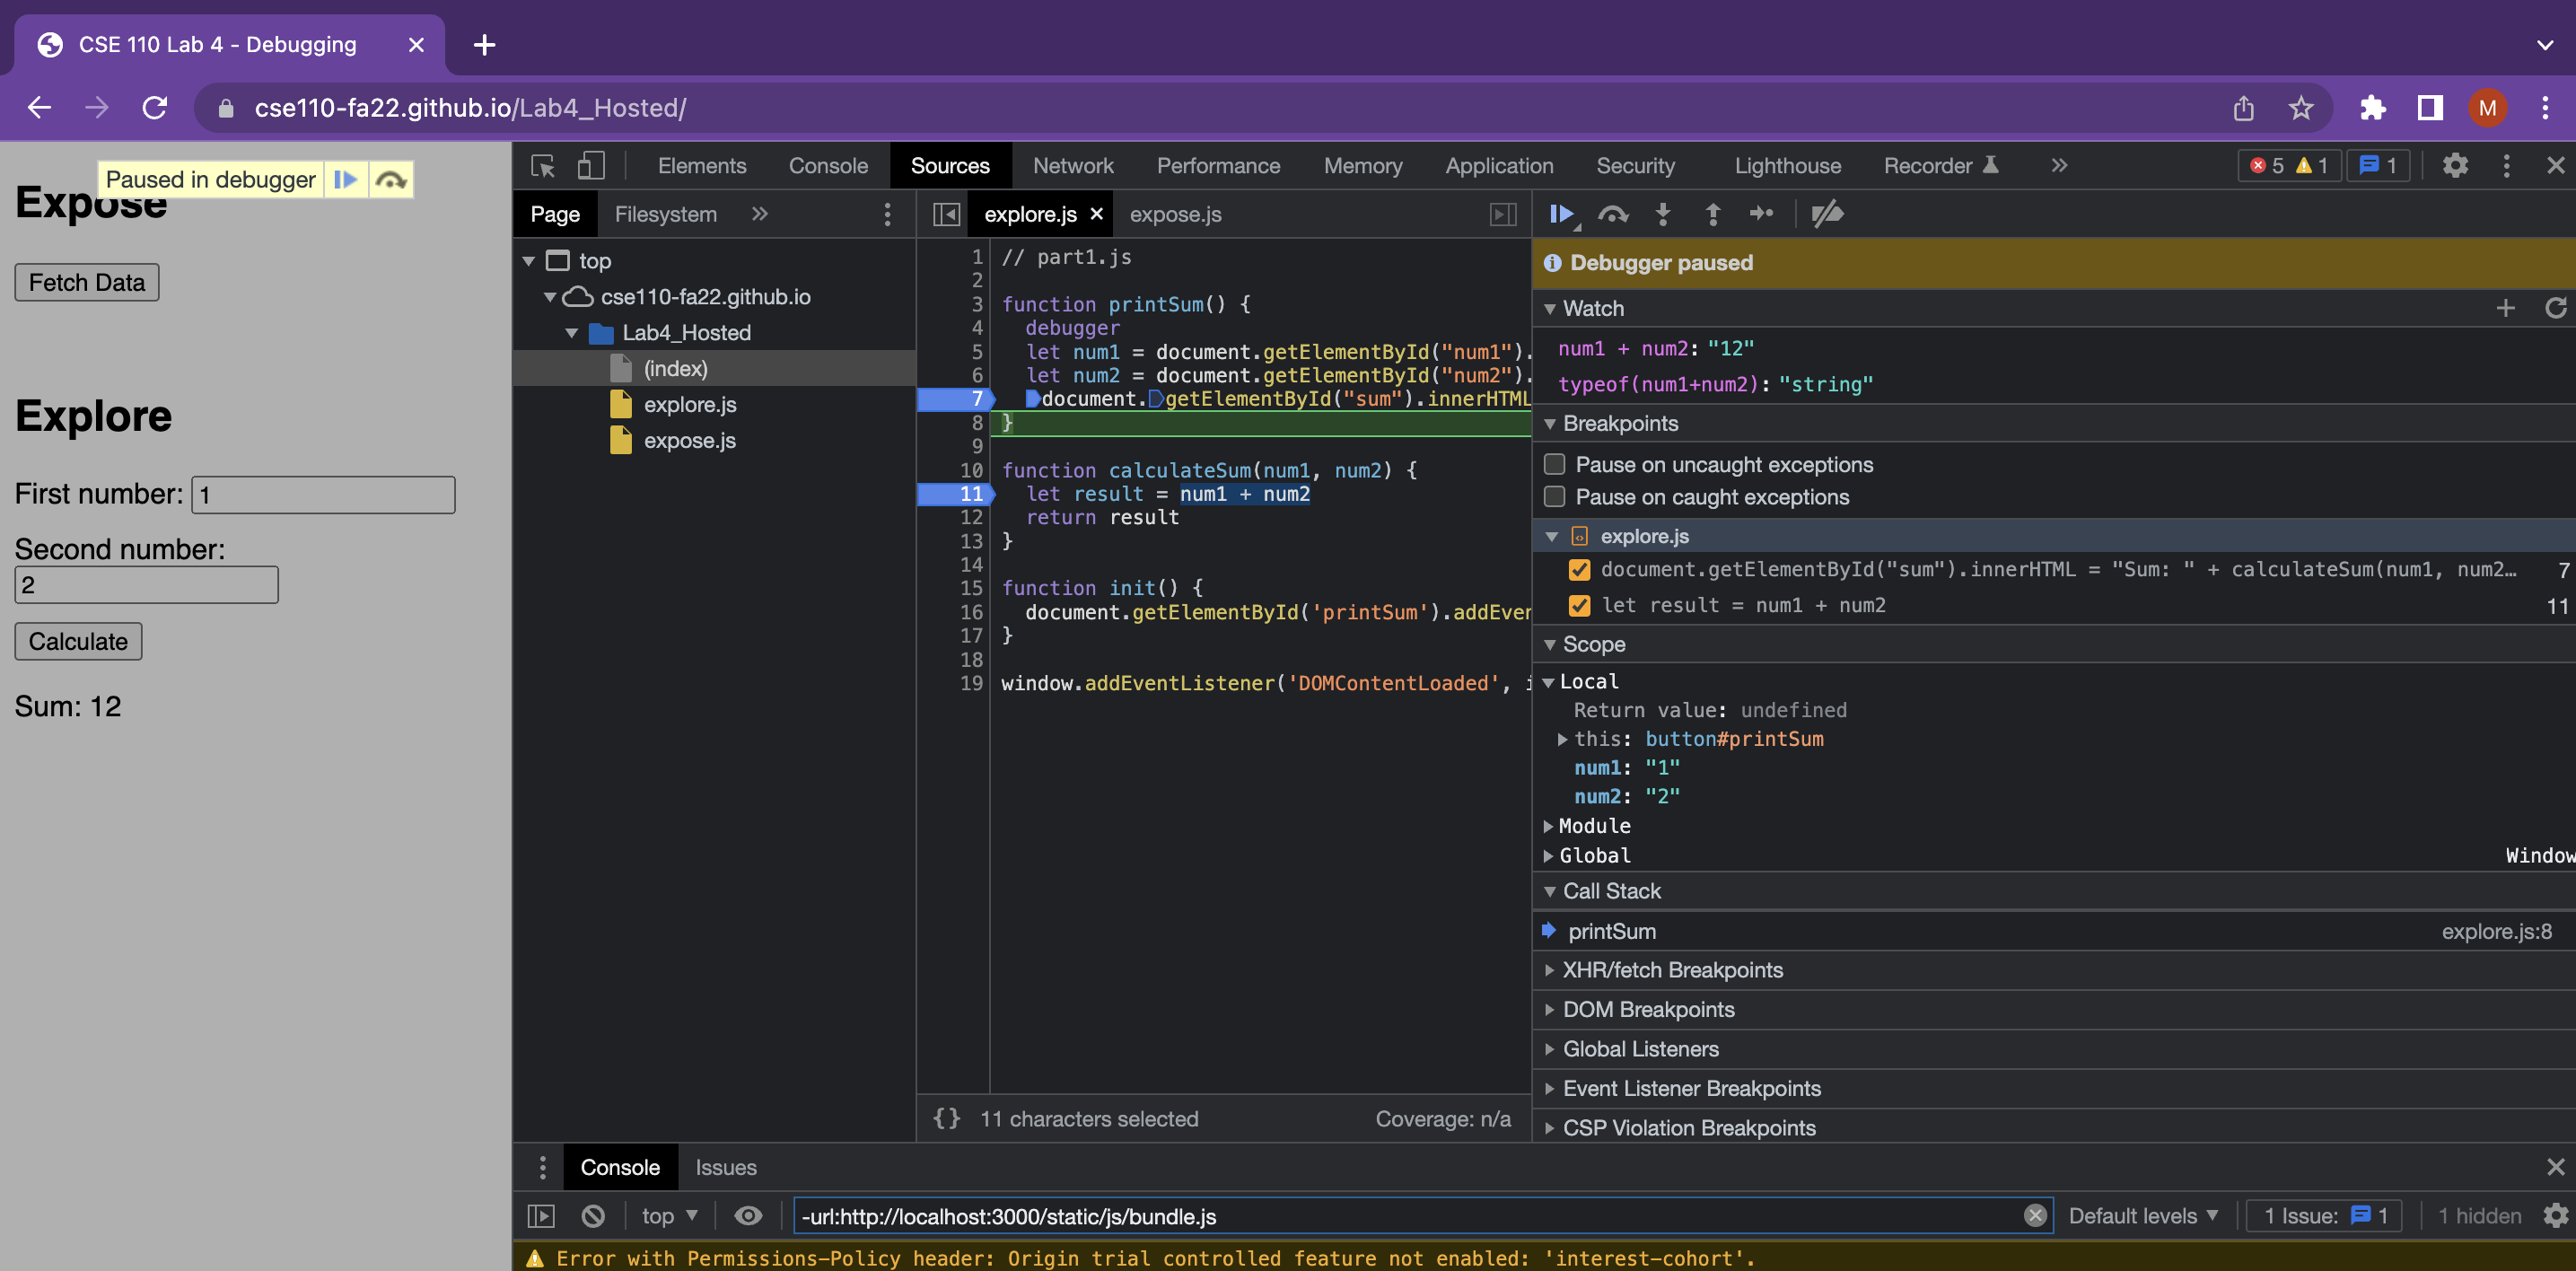 CSE 110 Lab 4 - Debugging
cse110-fa22.github.io/Lab4_Hosted/
M
Paused in debugger
Expose
Fetch Data
Explore
First number: 1
Second number:
2
Calculate
Sum: 12
Elements Console Sources Network Performance Memory Application Security Lighthouse Recorder 5 1 1
Page Filesystem
top
cse110-fa22.github.io
Lab4_Hosted
(index)
explore.js
expose.js
explore.js expose.js
1 // part1.js
2
3 function printSum() {
4 debugger
5 let num1 = document.getElementById("num1").
6 let num2 = document.getElementById("num2").
7 document.getElementById("sum").innerHTML
8 }
9
10 function calculateSum(num1, num2) {
11 let result = num1 + num2
12 return result
13 }
14
15 function init() {
16 document.getElementById('printSum').addEver
17 }
18
19 window.addEventListener('DOMContentLoaded', i
{} 11 characters selected Coverage: n/a
Debugger paused
Watch
num1 + num2: "12"
typeof(num1+num2): "string"
Breakpoints
Pause on uncaught exceptions
Pause on caught exceptions
explore.js
document.getElementById("sum").innerHTML = "Sum: " + calculateSum(num1, num2… 7
let result = num1 + num2 11
Scope
Local
Return value: undefined
this: button#printSum
num1: "1"
num2: "2"
Module
Global Window
Call Stack
printSum explore.js:8
XHR/fetch Breakpoints
DOM Breakpoints
Global Listeners
Event Listener Breakpoints
CSP Violation Breakpoints
Console Issues
top -url:http://localhost:3000/static/js/bundle.js Default levels 1 Issue: 1 1 hidden
Error with Permissions-Policy header: Origin trial controlled feature not enabled: 'interest-cohort'.